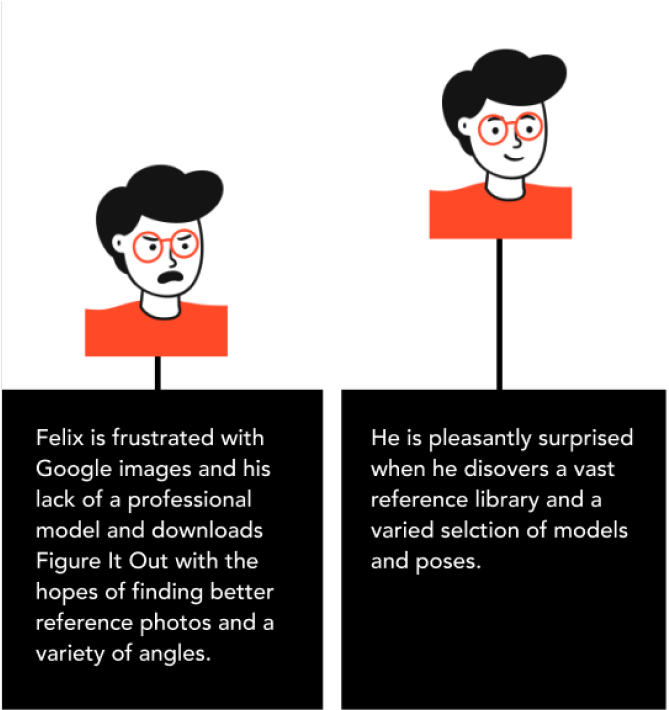 Felix is frustrated with
Google images and his
lack of a professional
model and downloads
Figure It Out with the
hopes of finding better
reference photos and a
variety of angles.
He is pleasantly surprised
when he disovers a vast
reference library and a
varied selction of models
and poses.